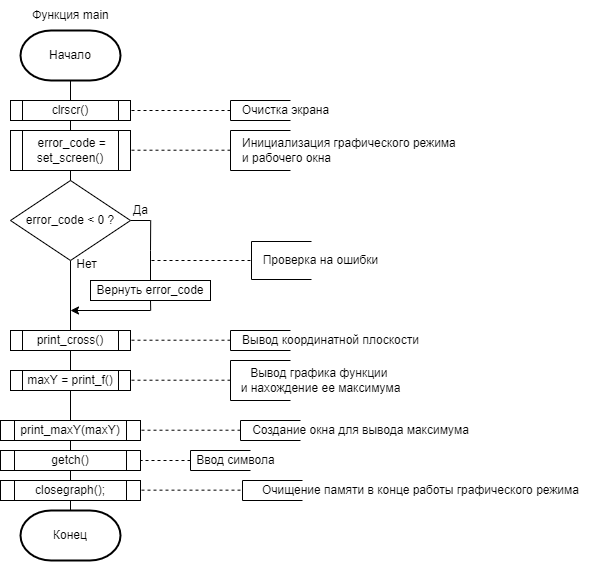 Функция main
Начало
clrscr()
Очистка экрана
error_code =
set_screen()
Инициализация графического режима
и рабочего окна
error_code < 0 ?
Да
Нет
Проверка на ошибки
Вернуть error_code
print_cross()
Вывод координатной плоскости
maxY = print_f()
Вывод графика функции
и нахождение ее максимума
print_maxY(maxY)
Создание окна для вывода максимума
getch()
Ввод символа
closegraph();
Очищение памяти в конце работы графического режима
Конец